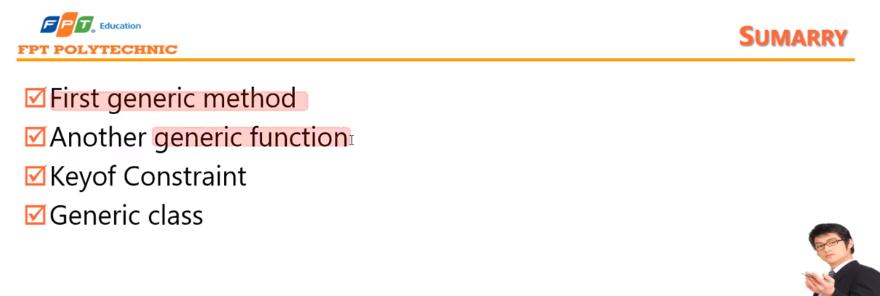 FPT Education
FPT POLYTECHNIC
SUMARRY
First generic method
Another generic function
Keyof Constraint
Generic class